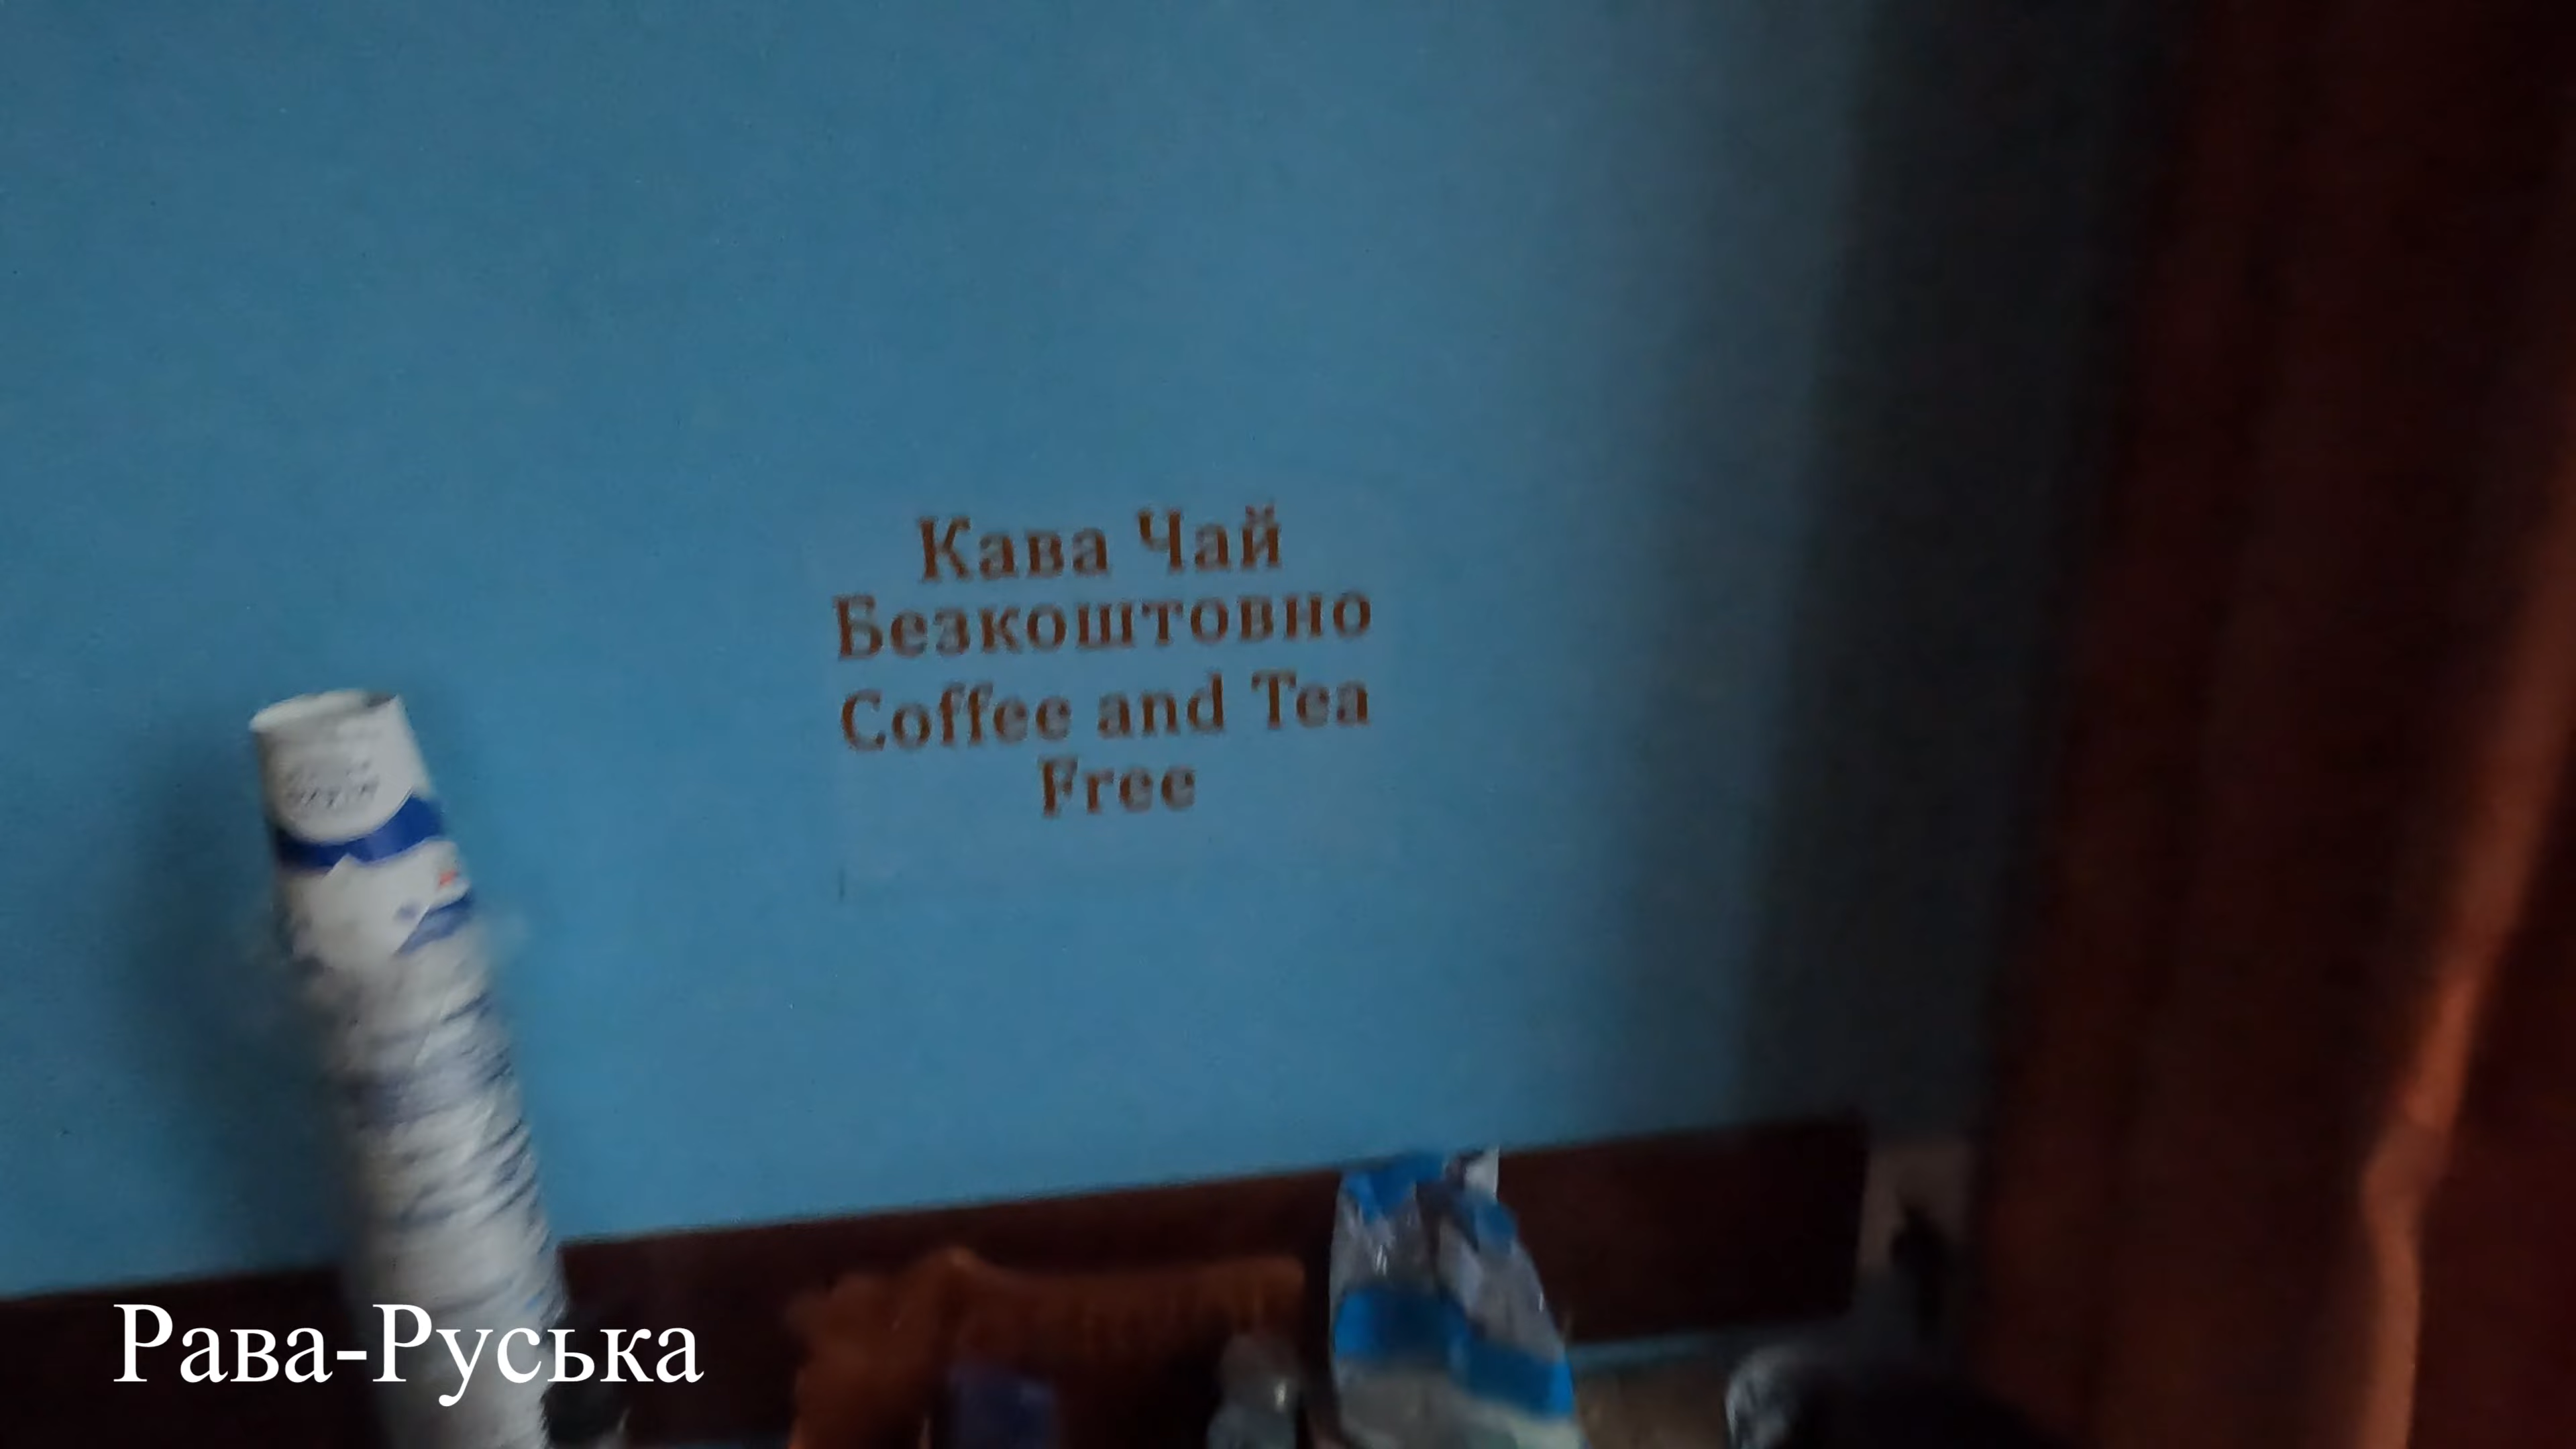 Кава Чай
Безкоштовно
Coffee and Tea
Free
Рава-Руська